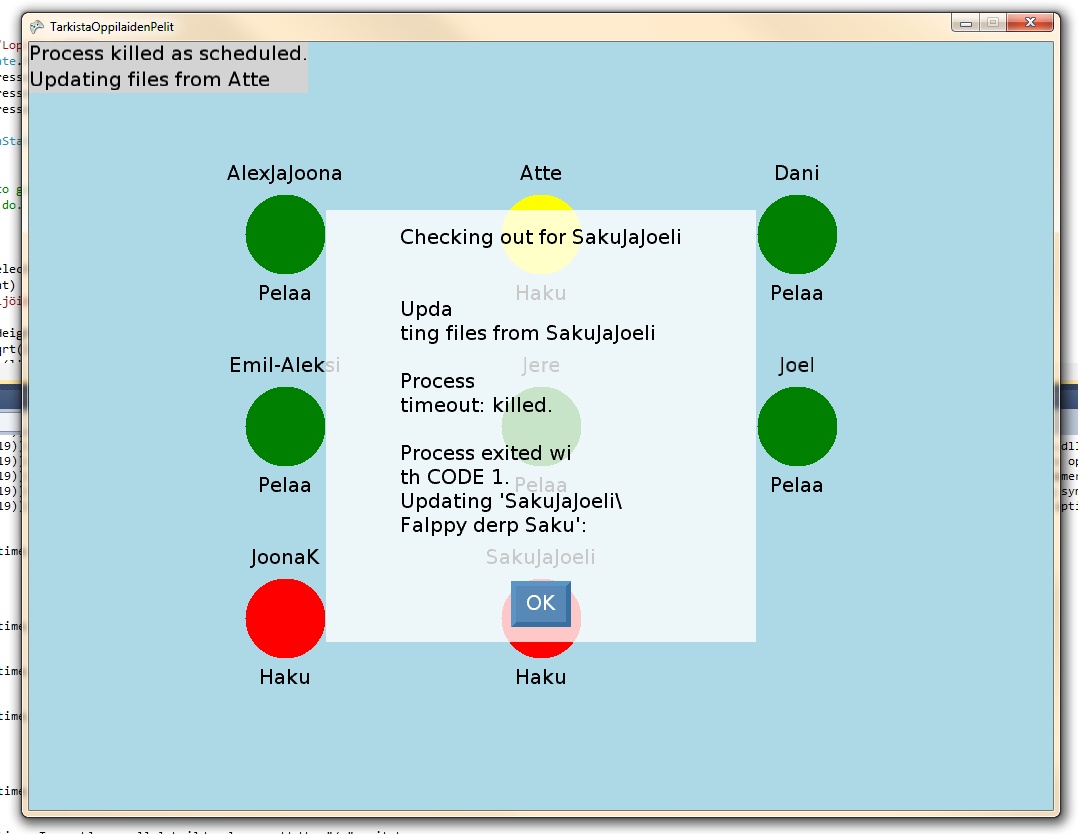 TarkistaOppilaidenPelit
Process killed as scheduled.
Updating files from Atte
AlexJaJoona
Atte
Dani
Checking out for SakuJaJoeli
Pelaa
Haku
Pelaa
Upda
ting files from SakuJaJoeli
Emil-Aleksi
Jere
Joel
Process
timeout: killed.
Process exited wi
th CODE 1.
Pelaa
Pelaa
Pelaa
Updating 'SakuJaJoeli\
Falppy derp Saku':
JoonaK
SakuJaJoeli
OK
Haku
Haku